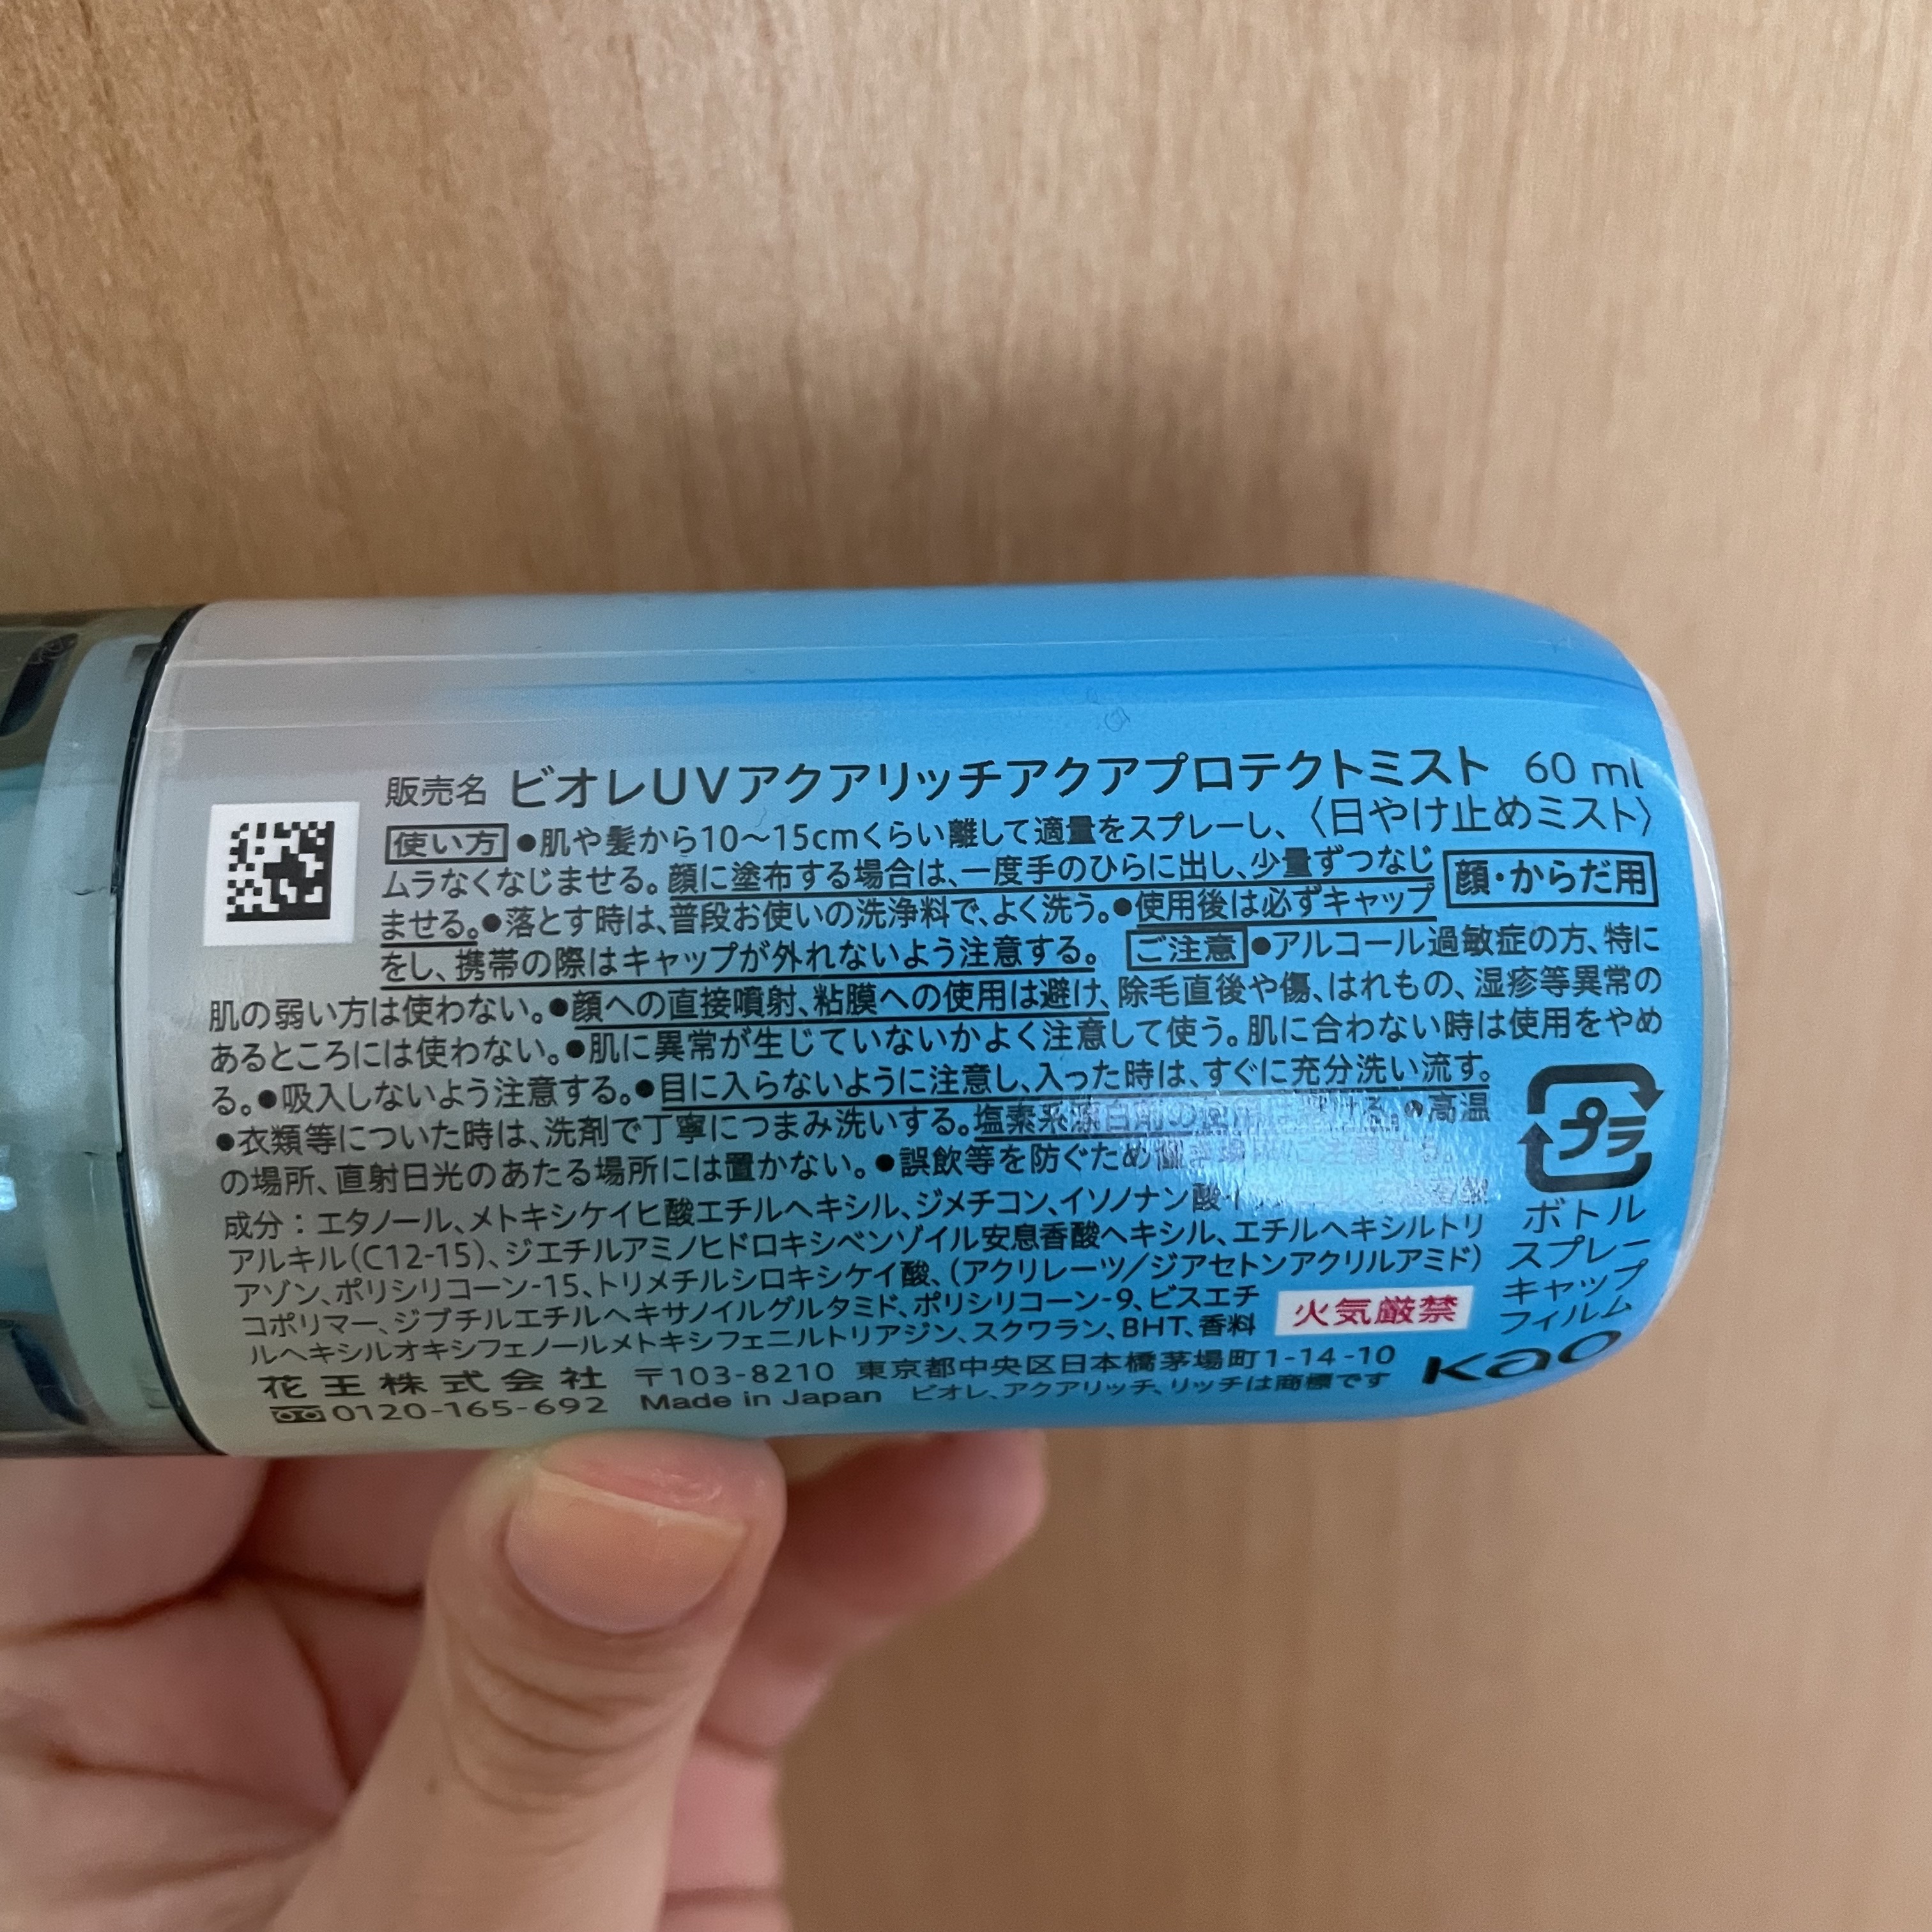 販売名 ビオレUVアクアリッチアクアプロテクトミスト 60 ml
〈日やけ止めミスト〉
使い方 ●肌や髪から10〜15cmくらい離して適量をスプレーし、
ムラなくなじませる。顔に塗布する場合は、一度手のひらに出し、少量ずつなじ
顔・からだ用
ませる。●落とす時は、普段お使いの洗浄料で、よく洗う。●使用後は必ずキャップ
をし、携帯の際はキャップが外れないよう注意する。 ご注意 ●アルコール過敏症の方、特に
肌の弱い方は使わない。●顔への直接噴射、粘膜への使用は避け、除毛直後や傷、はれもの、湿疹等異常の
あるところには使わない。●肌に異常が生じていないかよく注意して使う。肌に合わない時は使用をやめ
る。●吸入しないよう注意する。●目に入らないように注意し、入った時は、すぐに充分洗い流す。
●衣類等についた時は、洗剤で丁寧につまみ洗いする。塩素系漂白剤の使用は避ける。●高温
の場所、直射日光のあたる場所には置かない。●誤飲等を防ぐため置き場所に注意する。
成分：エタノール、メトキシケイヒ酸エチルヘキシル、ジメチコン、イソノナン酸
アルキル(C12-15)、ジエチルアミノヒドロキシベンゾイル安息香酸ヘキシル、エチルヘキシルトリ
アゾン、ポリシリコーン-15、トリメチルシロキシケイ酸、(アクリレーツ/ジアセトンアクリルアミド)
コポリマー、ジブチルエチルヘキサノイルグルタミド、ポリシリコーン-9、ビスエチ
ルヘキシルオキシフェノールメトキシフェニルトリアジン、スクワラン、BHT、香料
火気厳禁
プラ
ボトル
スプレー
キャップ
フィルム
花王株式会社 〒103-8210 東京都中央区日本橋茅場町1-14-10
0120-165-692 Made in Japan ビオレ、アクアリッチ、リッチは商標です
Kao